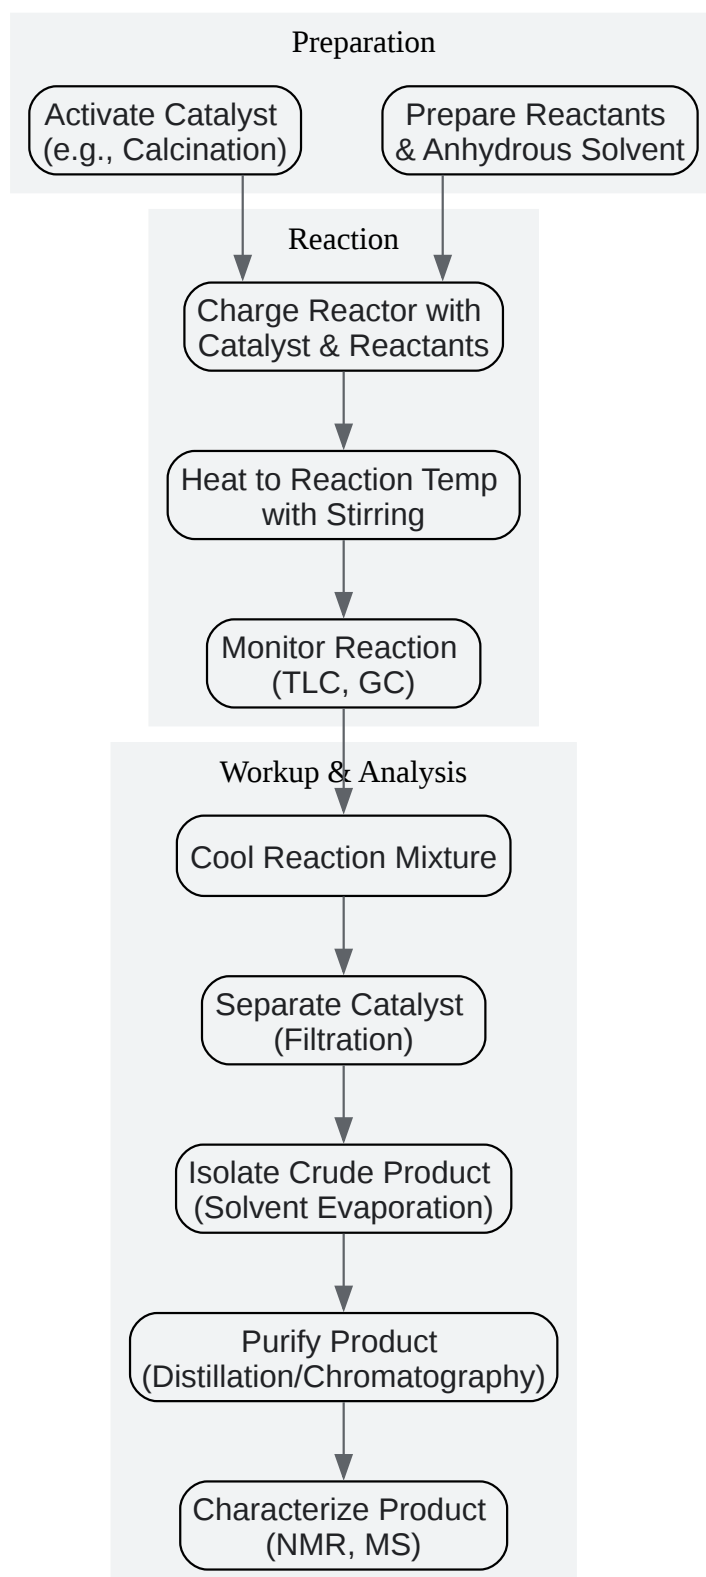 Preparation
Activate Catalyst
(e.g., Calcination)
Prepare Reactants
& Anhydrous Solvent
Reaction
Charge Reactor with
Catalyst & Reactants
Heat to Reaction Temp
with Stirring
Monitor Reaction
(TLC, GC)
Workup & Analysis
Cool Reaction Mixture
Separate Catalyst
(Filtration)
Isolate Crude Product
(Solvent Evaporation)
Purify Product
(Distillation/Chromatography)
Characterize Product
(NMR, MS)